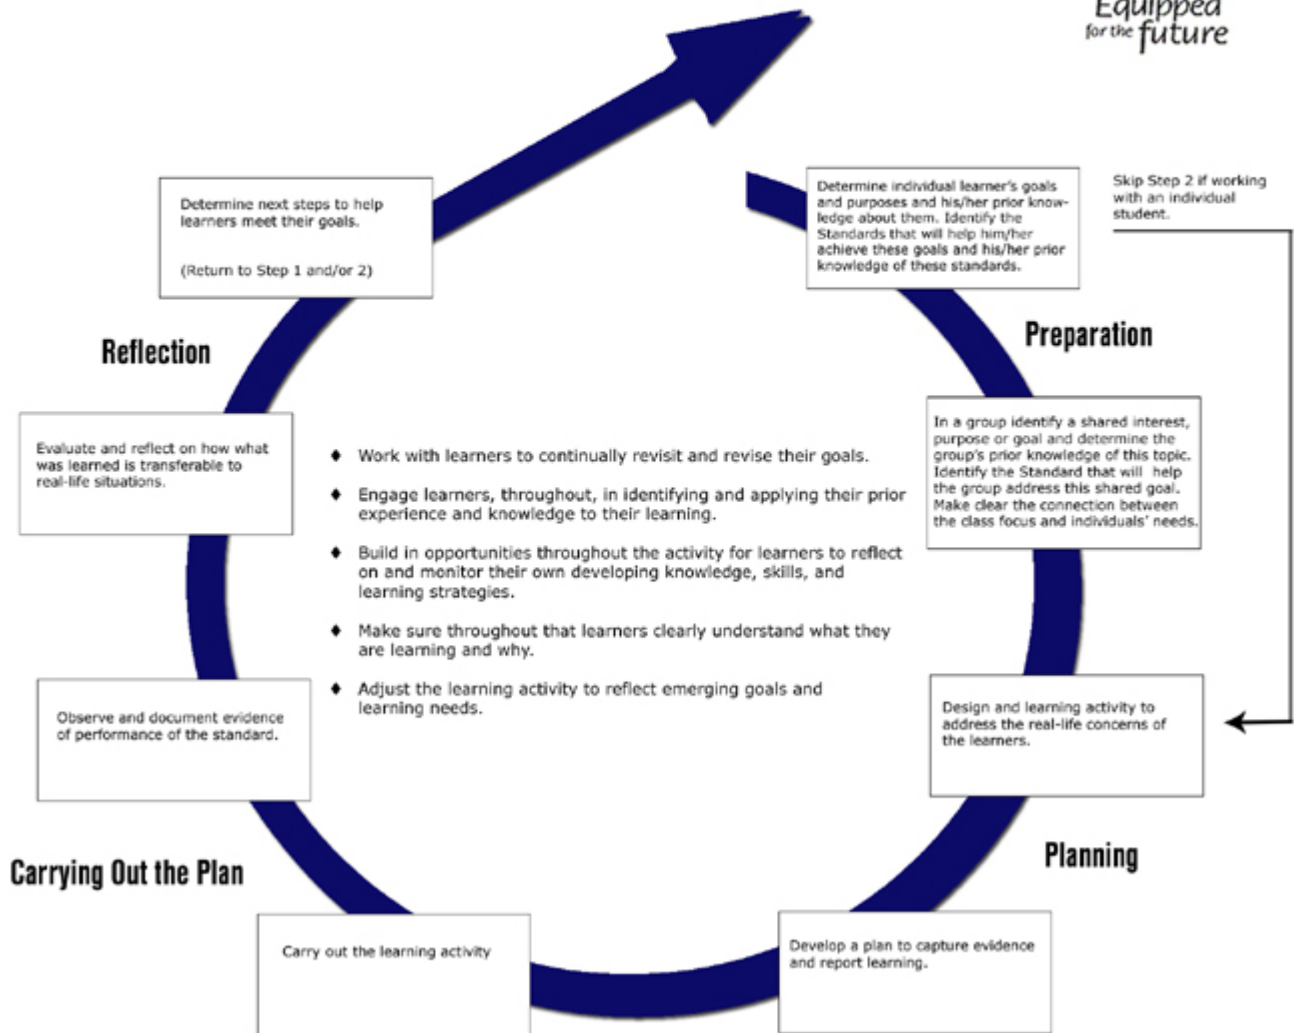 Equipped
for the future
Determine individual learner's goals
and purposes and his/her prior know-
ledge about them. Identify the
Standards that will help him/her
achieve these goals and his/her prior
knowledge of these standards.
Skip Step 2 if working
with an individual
student.
Preparation
In a group identify a shared interest,
purpose or goal and determine the
group's prior knowledge of this topic.
Identify the Standard that will help
the group address this shared goal.
Make clear the connection between
the class focus and individuals' needs.
Design and learning activity to
address the real-life concerns of
the learners.
Planning
Develop a plan to capture evidence
and report learning.
Carry out the learning activity
Carrying Out the Plan
Observe and document evidence
of performance of the standard.
Evaluate and reflect on how what
was learned is transferable to
real-life situations.
Reflection
Determine next steps to help
learners meet their goals.
(Return to Step 1 and/or 2)
♦ Work with learners to continually revisit and revise their goals.
♦ Engage learners, throughout, in identifying and applying their prior
experience and knowledge to their learning.
♦ Build in opportunities throughout the activity for learners to reflect
on and monitor their own developing knowledge, skills, and
learning strategies.
♦ Make sure throughout that learners clearly understand what they
are learning and why.
♦ Adjust the learning activity to reflect emerging goals and
learning needs.